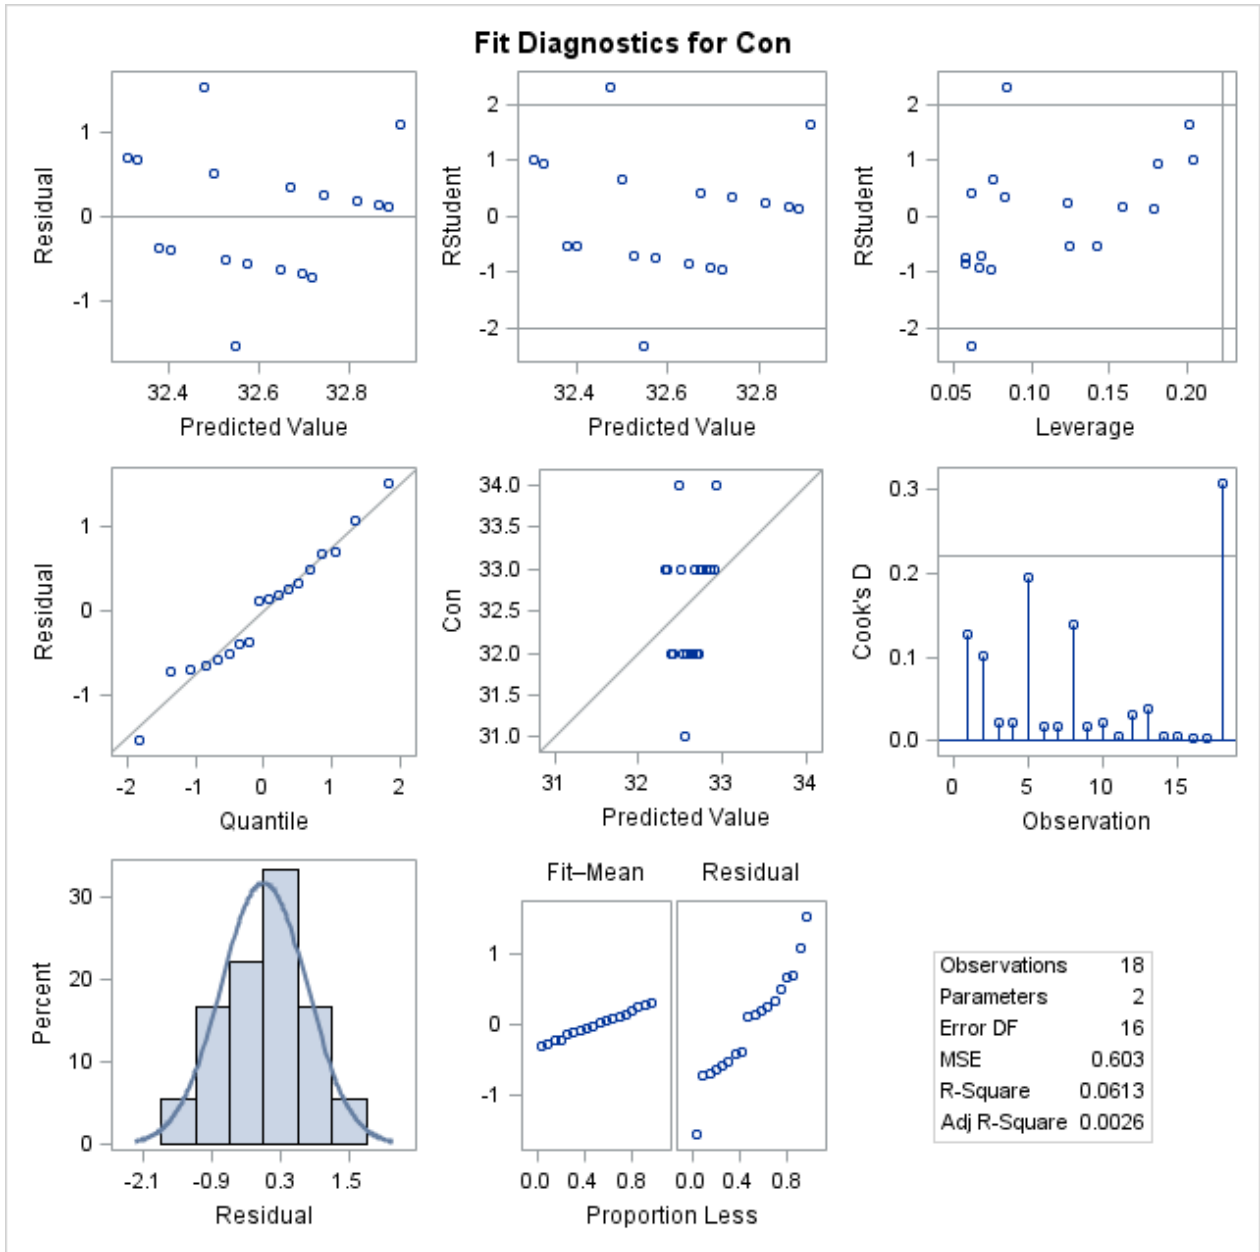 Fit Diagnostics for Con
1
0
-1
Residual
32.4 32.6 32.8
Predicted Value
2
1
0
-1
-2
RStudent
32.4 32.6 32.8
Predicted Value
2
1
0
-1
-2
RStudent
0.05 0.10 0.15 0.20
Leverage
1
0
-1
Residual
-2 -1 0 1 2
Quantile
34.0
33.5
33.0
32.5
32.0
31.5
31.0
Con
31 32 33 34
Predicted Value
0.3
0.2
0.1
0.0
Cook's D
0 5 10 15
Observation
30
20
10
0
Percent
-2.1 -0.9 0.3 1.5
Residual
Fit–Mean Residual
1
0
-1
0.0 0.4 0.8 0.0 0.4 0.8
Proportion Less
Observations 18
Parameters 2
Error DF 16
MSE 0.603
R-Square 0.0613
Adj R-Square 0.0026